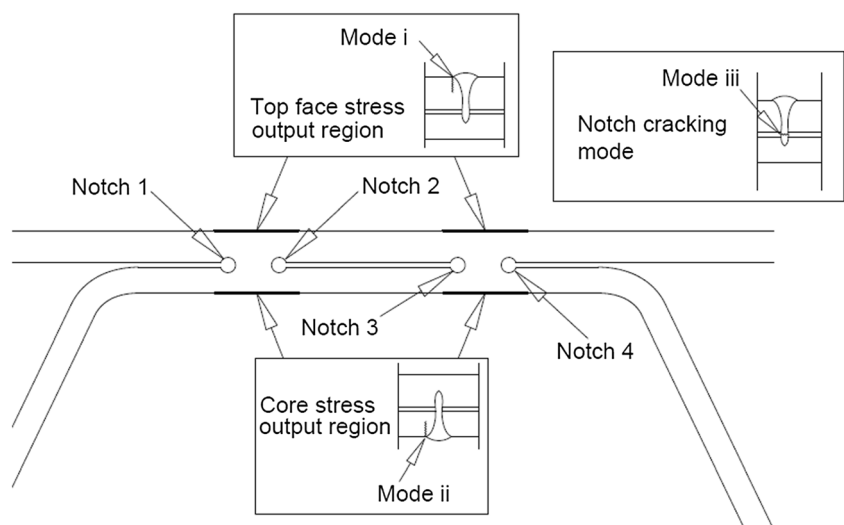 Mode i
Top face stress
output region
Mode iii
Notch cracking
mode
Notch 1
Notch 2
Notch 3
Notch 4
Core stress
output region
Mode ii